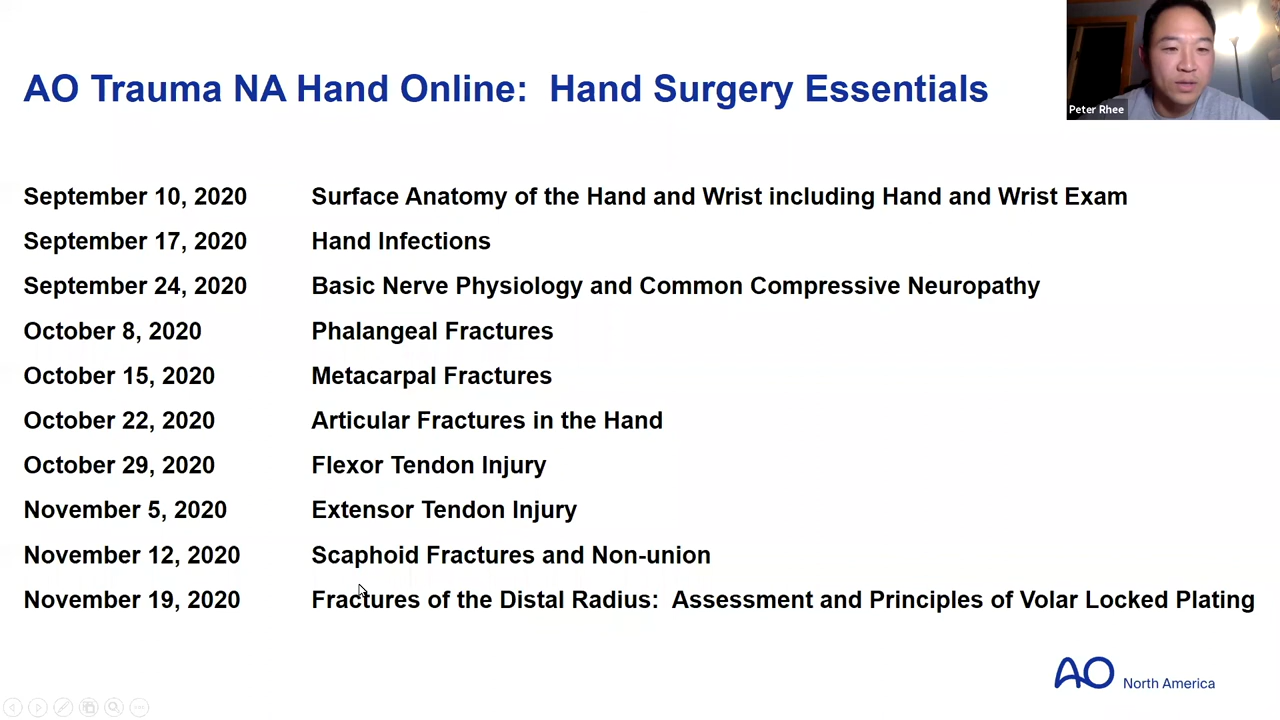 AO Trauma NA Hand Online:  Hand Surgery Essentials
Peter Rhee
September 10, 2020 Surface Anatomy of the Hand and Wrist including Hand and Wrist Exam
September 17, 2020 Hand Infections
September 24, 2020 Basic Nerve Physiology and Common Compressive Neuropathy
October 8, 2020 Phalangeal Fractures
October 15, 2020 Metacarpal Fractures
October 22, 2020 Articular Fractures in the Hand
October 29, 2020 Flexor Tendon Injury
November 5, 2020 Extensor Tendon Injury
November 12, 2020 Scaphoid Fractures and Non-union
November 19, 2020 Fractures of the Distal Radius:  Assessment and Principles of Volar Locked Plating
AO North America